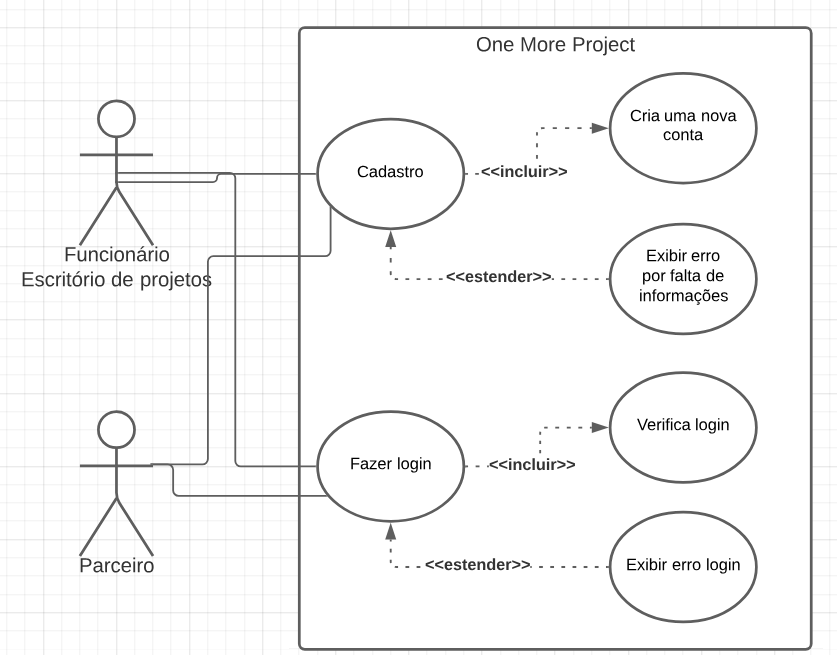 One More Project
Cria uma nova
conta
Cadastro
<<incluir>>
Funcionário
Escritório de projetos
Exibir erro
por falta de
informações
<<estender>>
Verifica login
Fazer login
<<incluir>>
Parceiro
<<estender>>
Exibir erro login